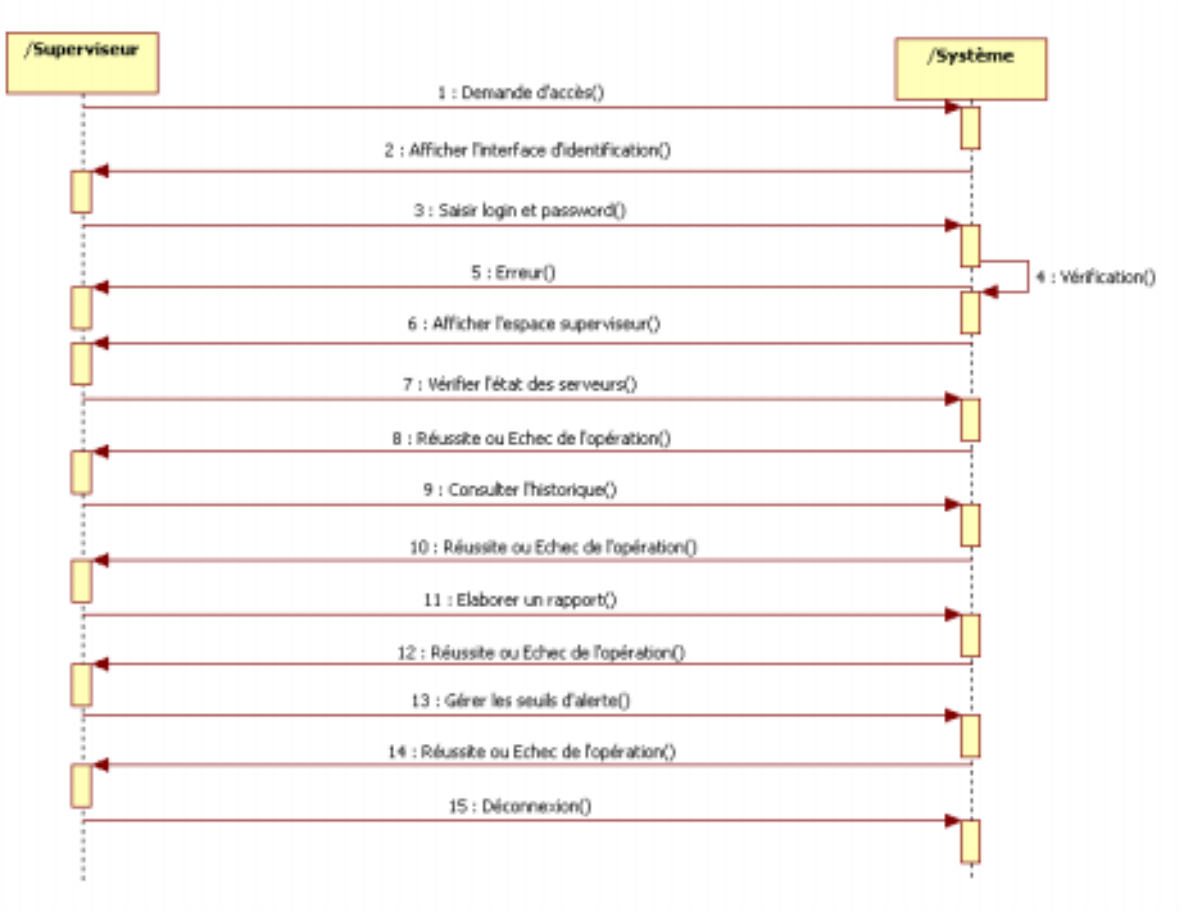 /Superviseur
/Système
1 : Demande d'accès()
2 : Afficher l'interface d'identification()
3 : Saisir login et password()
4 : Vérification()
5 : Erreur()
6 : Afficher l'espace superviseur()
7 : Vérifier l'état des serveurs()
8 : Réussite ou Echec de l'opération()
9 : Consulter l'historique()
10 : Réussite ou Echec de l'opération()
11 : Elaborer un rapport()
12 : Réussite ou Echec de l'opération()
13 : Gérer les seuils d'alerte()
14 : Réussite ou Echec de l'opération()
15 : Déconnexion()